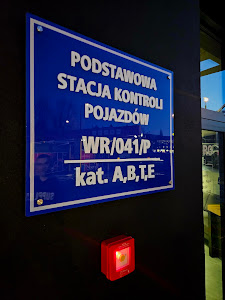 PODSTAWOWA
STACJA KONTROLI
POJAZDÓW
WR/041/P
kat. A,B,T,E